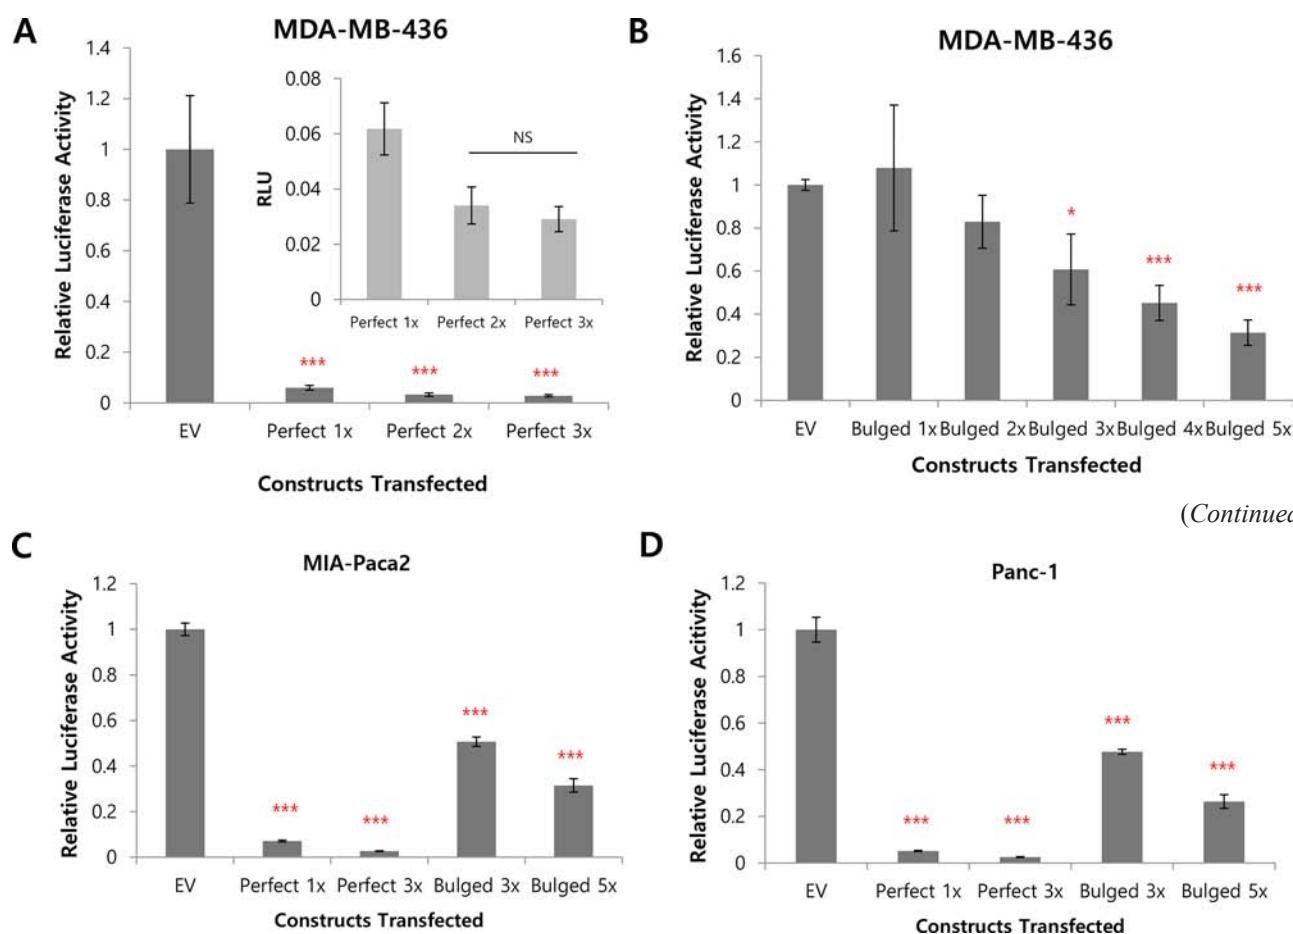 A
MDA-MB-436
Relative Luciferase Activity
1.4
1.2
1
0.8
0.6
0.4
0.2
0
***
***
***
EV
Perfect 1x
Perfect 2x
Perfect 3x
Constructs Transfected
RLU
0.08
0.06
0.04
0.02
0
NS
Perfect 1x
Perfect 2x
Perfect 3x
B
MDA-MB-436
Relative Luciferase Activity
1.6
1.4
1.2
1
0.8
0.6
0.4
0.2
0
*
***
***
EV
Bulged 1x
Bulged 2x
Bulged 3x
Bulged 4x
Bulged 5x
Constructs Transfected
(Continued
C
MIA-Paca2
Relative Luciferase Activity
1.2
1
0.8
0.6
0.4
0.2
0
***
***
***
***
EV
Perfect 1x
Perfect 3x
Bulged 3x
Bulged 5x
Constructs Transfected
D
Panc-1
Relative Luciferase Acitivity
1.2
1
0.8
0.6
0.4
0.2
0
***
***
***
***
EV
Perfect 1x
Perfect 3x
Bulged 3x
Bulged 5x
Constructs Transfected